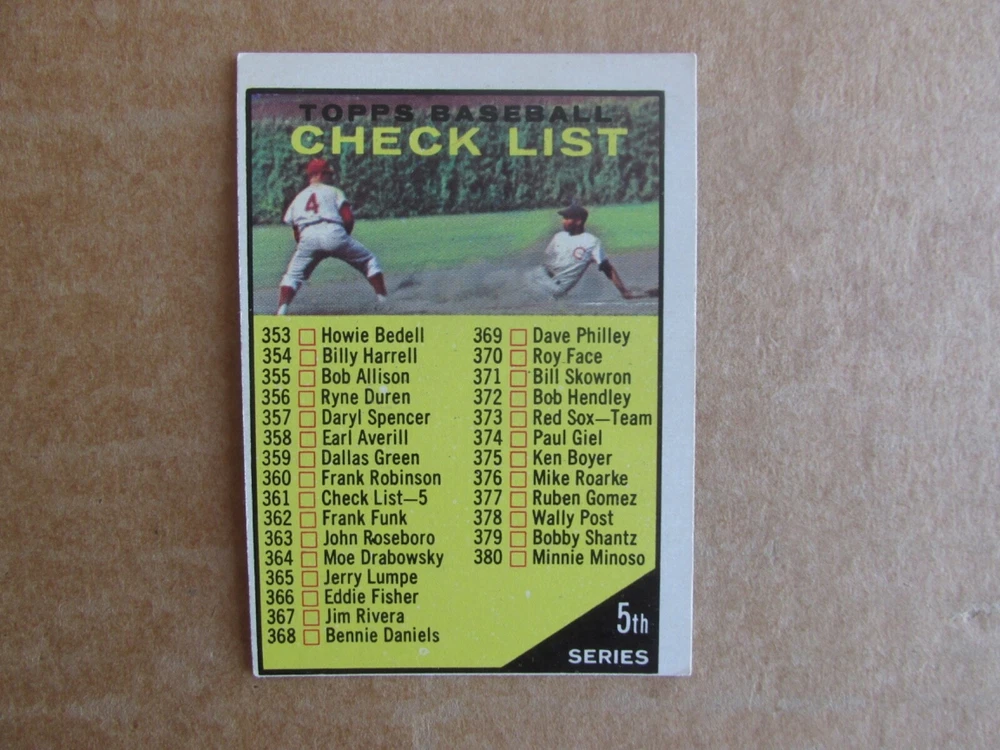 TOPPS BASEBALL
CHECK LIST
4
C
353 Howie Bedell
354 Billy Harrell
355 Bob Allison
356 Ryne Duren
357 Daryl Spencer
358 Earl Averill
359 Dallas Green
360 Frank Robinson
361 Check List—5
362 Frank Funk
363 John Roseboro
364 Moe Drabowsky
365 Jerry Lumpe
366 Eddie Fisher
367 Jim Rivera
368 Bennie Daniels
369 Dave Philley
370 Roy Face
371 Bill Skowron
372 Bob Hendley
373 Red Sox—Team
374 Paul Giel
375 Ken Boyer
376 Mike Roarke
377 Ruben Gomez
378 Wally Post
379 Bobby Shantz
380 Minnie Minoso
5th
SERIES